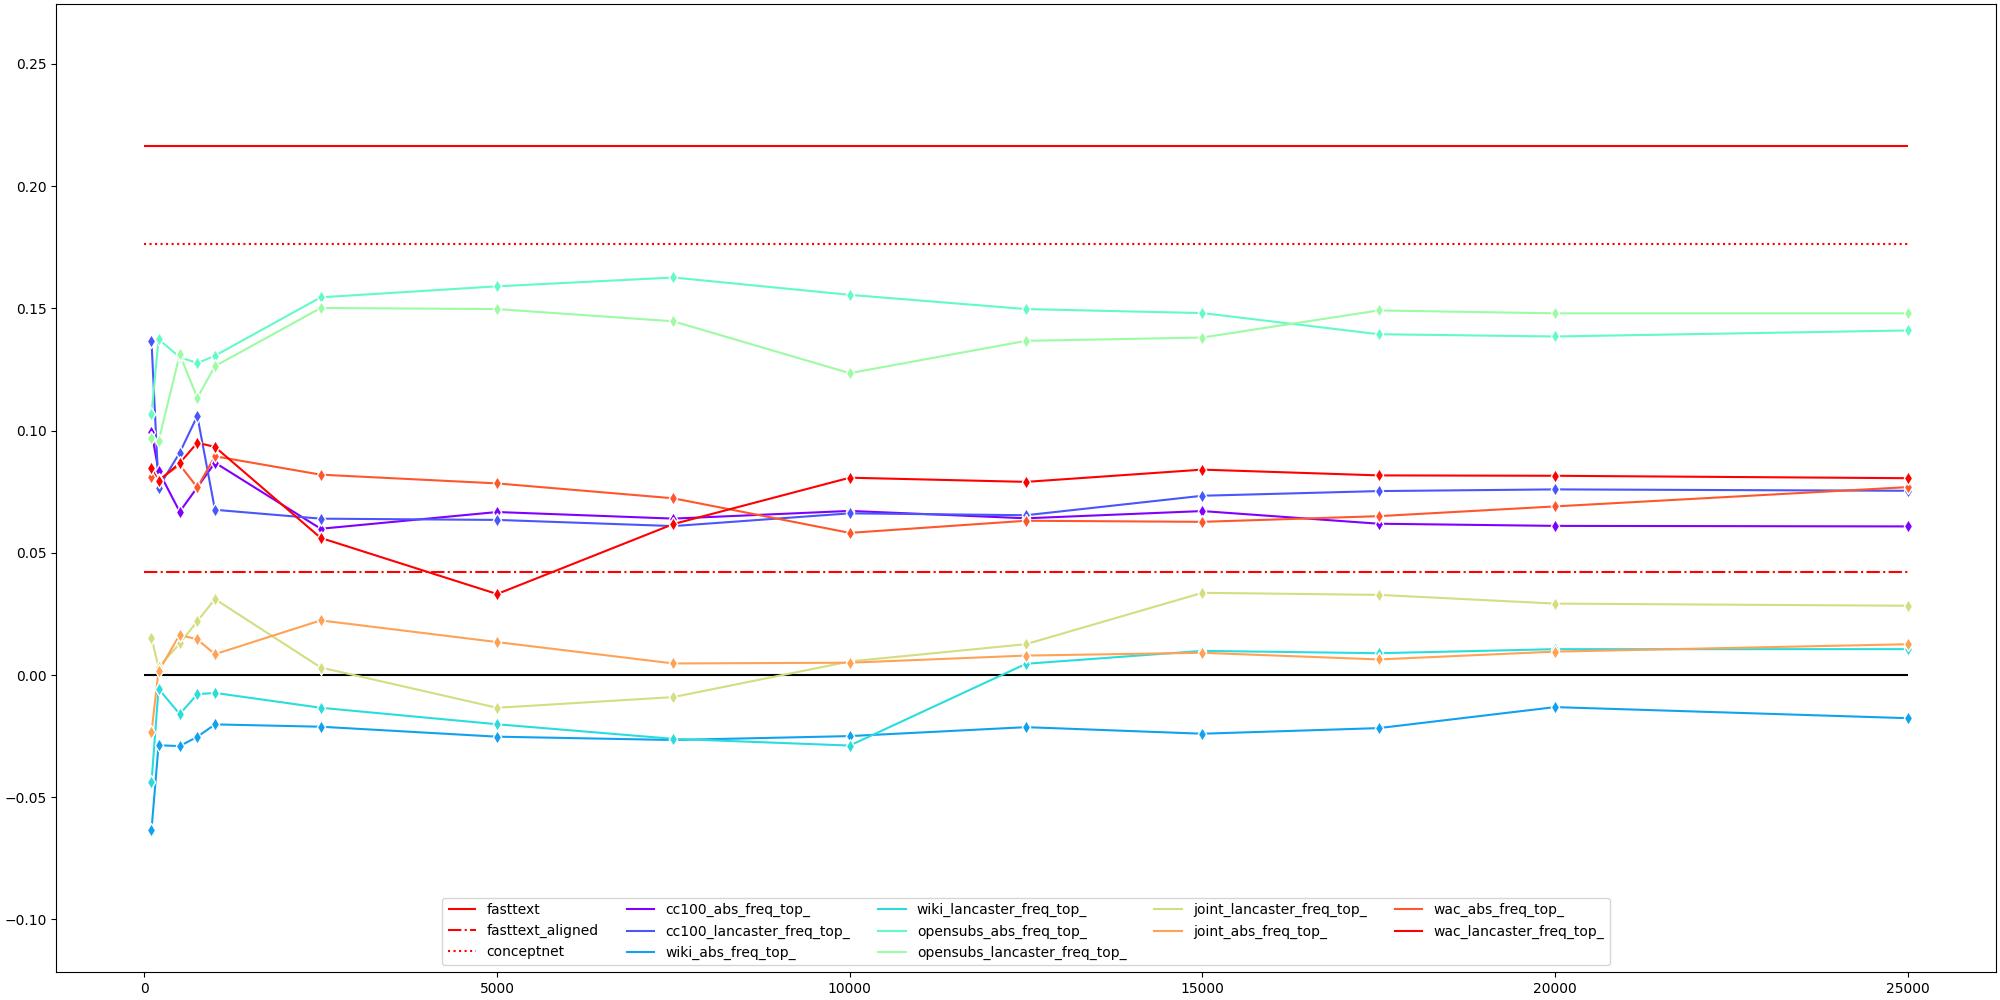 0.25
0.20
0.15
0.10
0.05
0.00
−0.05
−0.10
fasttext
fasttext_aligned
conceptnet
cc100_abs_freq_top_
cc100_lancaster_freq_top_
wiki_abs_freq_top_
wiki_lancaster_freq_top_
opensubs_abs_freq_top_
opensubs_lancaster_freq_top_
joint_lancaster_freq_top_
joint_abs_freq_top_
wac_abs_freq_top_
wac_lancaster_freq_top_
0 5000 10000 15000 20000 25000